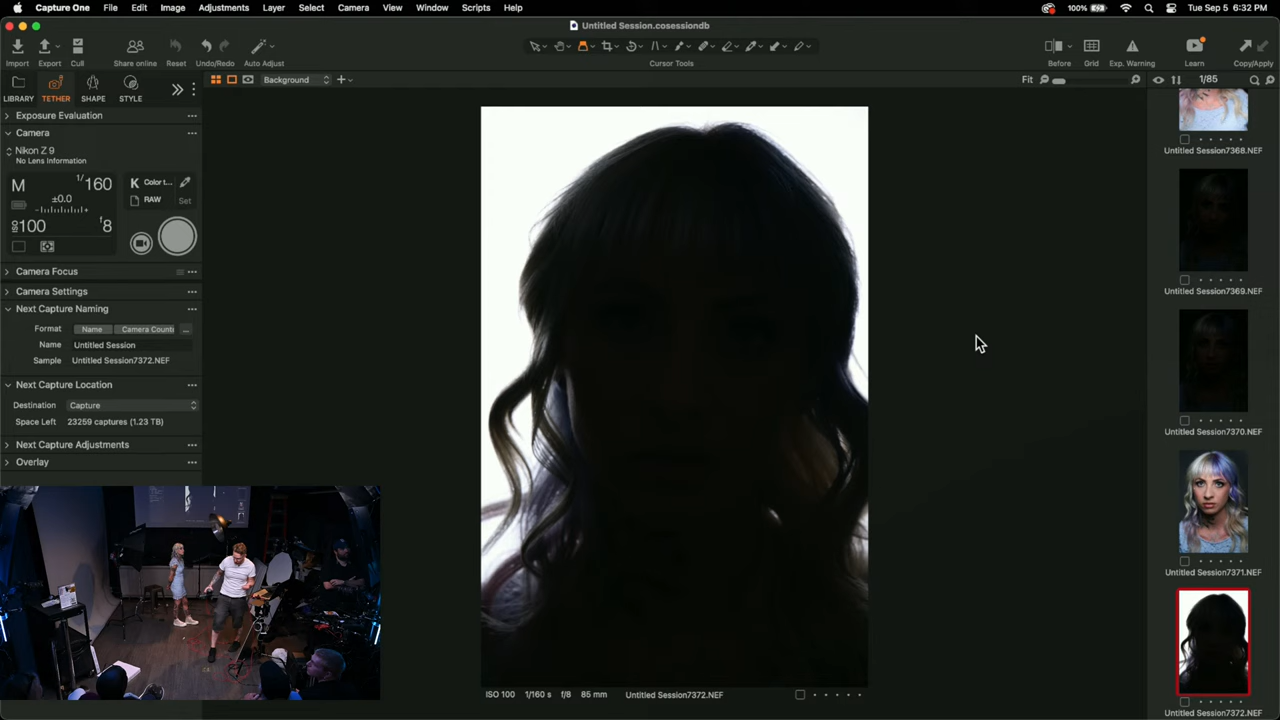 Capture One File Edit Image Adjustments Layer Select Camera View Window Scripts Help 100% Tue Sep 5 6:32 PM
Untitled Session.cosessiondb
Import Export Cull Share online Reset Undo/Redo Auto Adjust Cursor Tools Before Grid Exp. Warning Learn Copy/Apply
Background Fit 1/85
LIBRARY TETHER SHAPE STYLE
Exposure Evaluation
Camera
Nikon Z 9
No Lens Information
M 1/160 K Color t...
±0.0 RAW Set
ISO 100 f8
Camera Focus
Camera Settings
Next Capture Naming
Format Name Camera Counti ...
Name Untitled Session
Sample Untitled Session7372.NEF
Next Capture Location
Destination Capture
Space Left 23259 captures (1.23 TB)
Next Capture Adjustments
Overlay
ISO 100 1/160 s f/8 85 mm Untitled Session7372.NEF
Untitled Session7368.NEF
Untitled Session7369.NEF
Untitled Session7370.NEF
Untitled Session7371.NEF
Untitled Session7372.NEF